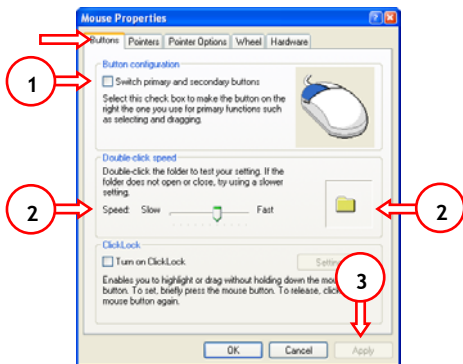 Mouse Properties
Buttons Pointers Pointer Options Wheel Hardware
Button configuration
1
Switch primary and secondary buttons
Select this check box to make the button on the
right the one you use for primary functions such
as selecting and dragging.
Double-click speed
Double-click the folder to test your setting. If the
folder does not open or close, try using a slower
setting.
2
Speed: Slow Fast
2
ClickLock
Turn on ClickLock
Enables you to highlight or drag without holding down the
button. To set, briefly press the mouse button. To release,
mouse button again.
3
OK Cancel Apply